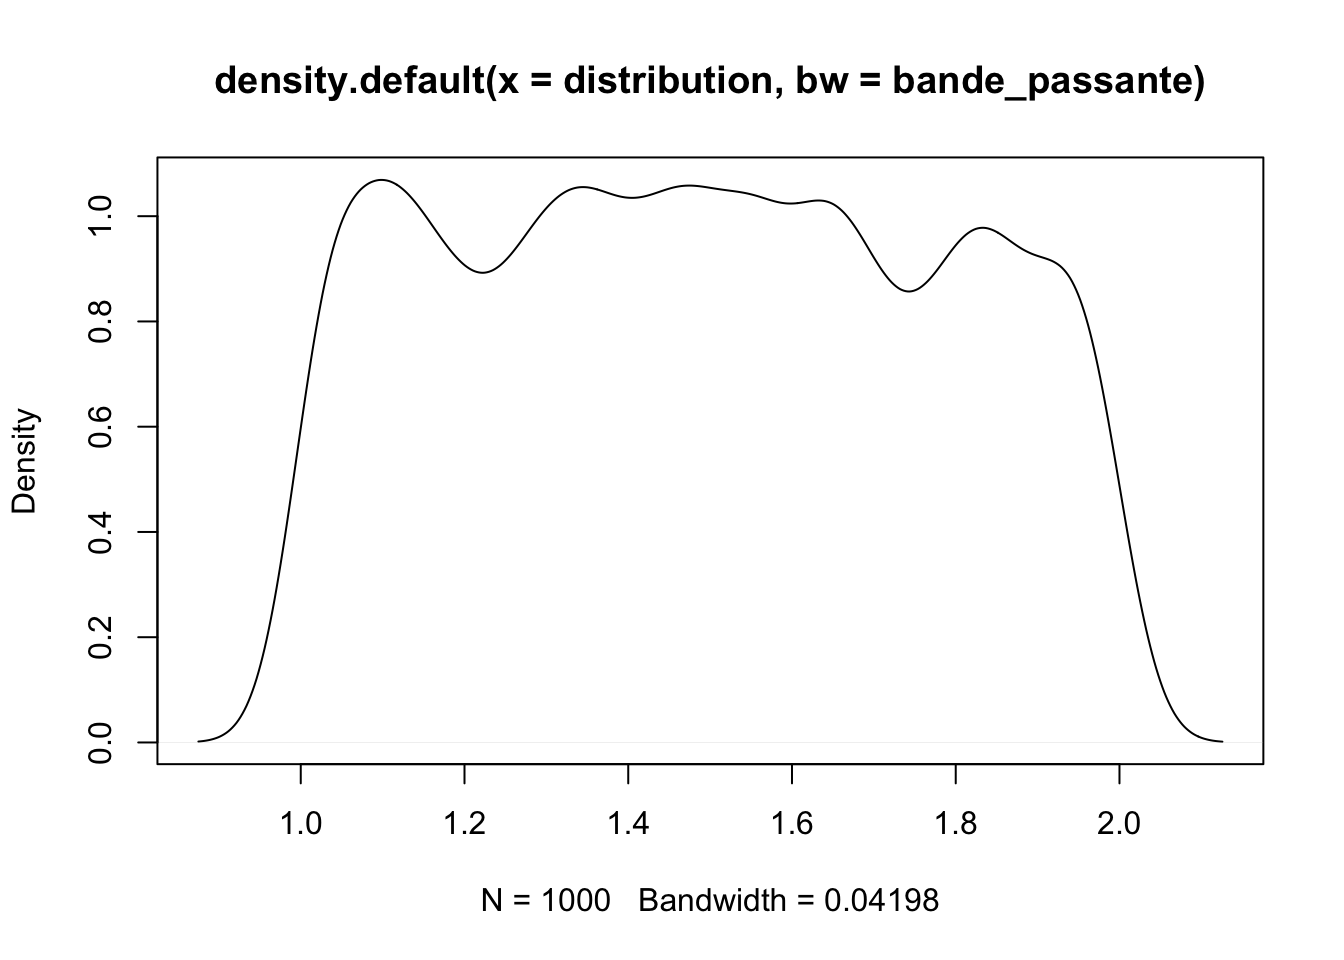 density.default(x = distribution, bw = bande_passante)
Density
1.0
0.8
0.6
0.4
0.2
0.0
1.0 1.2 1.4 1.6 1.8 2.0
N = 1000 Bandwidth = 0.04198